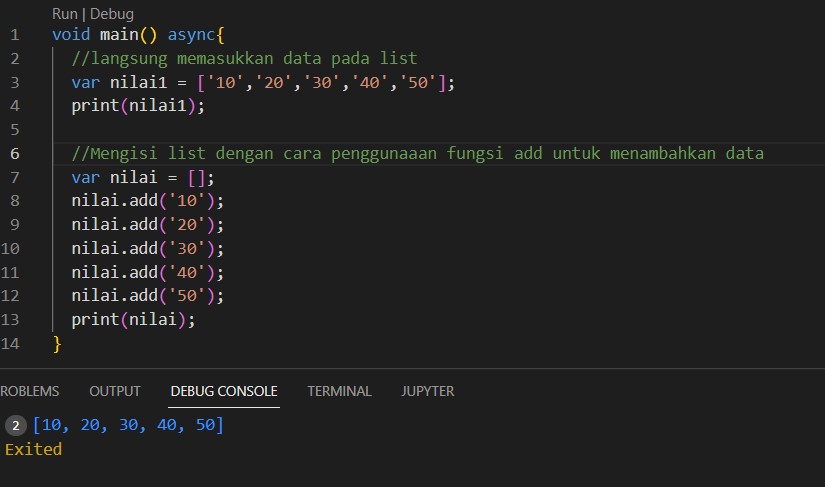 Run | Debug
1 void main() async{
2 //langsung memasukkan data pada list
3 var nilai1 = ['10','20','30','40','50'];
4 print(nilai1);
5
6 //Mengisi list dengan cara penggunaaan fungsi add untuk menambahkan data
7 var nilai = [];
8 nilai.add('10');
9 nilai.add('20');
10 nilai.add('30');
11 nilai.add('40');
12 nilai.add('50');
13 print(nilai);
14 }
ROBLEMS OUTPUT DEBUG CONSOLE TERMINAL JUPYTER
2 [10, 20, 30, 40, 50]
Exited